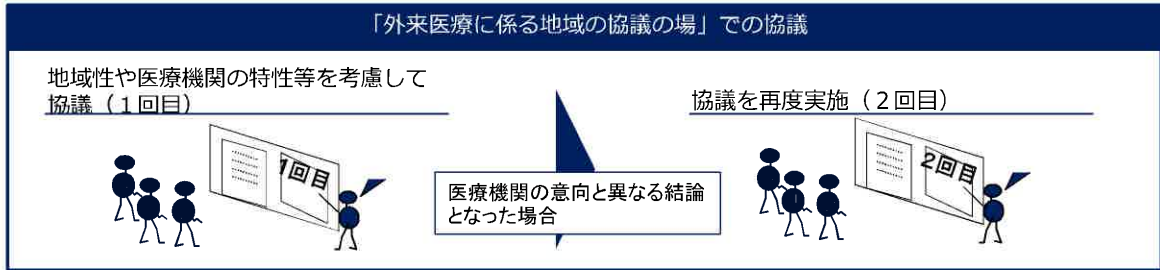 「外来医療に係る地域の協議の場」での協議
地域性や医療機関の特性等を考慮して
協議（１回目）
1回目
医療機関の意向と異なる結論
となった場合
協議を再度実施（２回目）
2回目